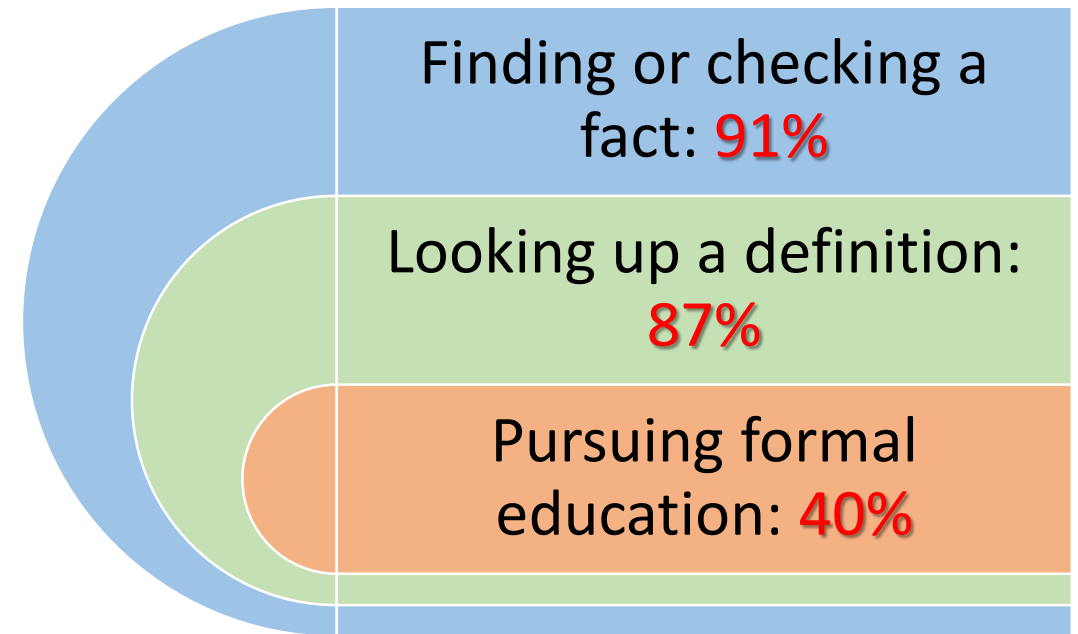 Finding or checking a
fact: 91%
Looking up a definition:
87%
Pursuing formal
education: 40%